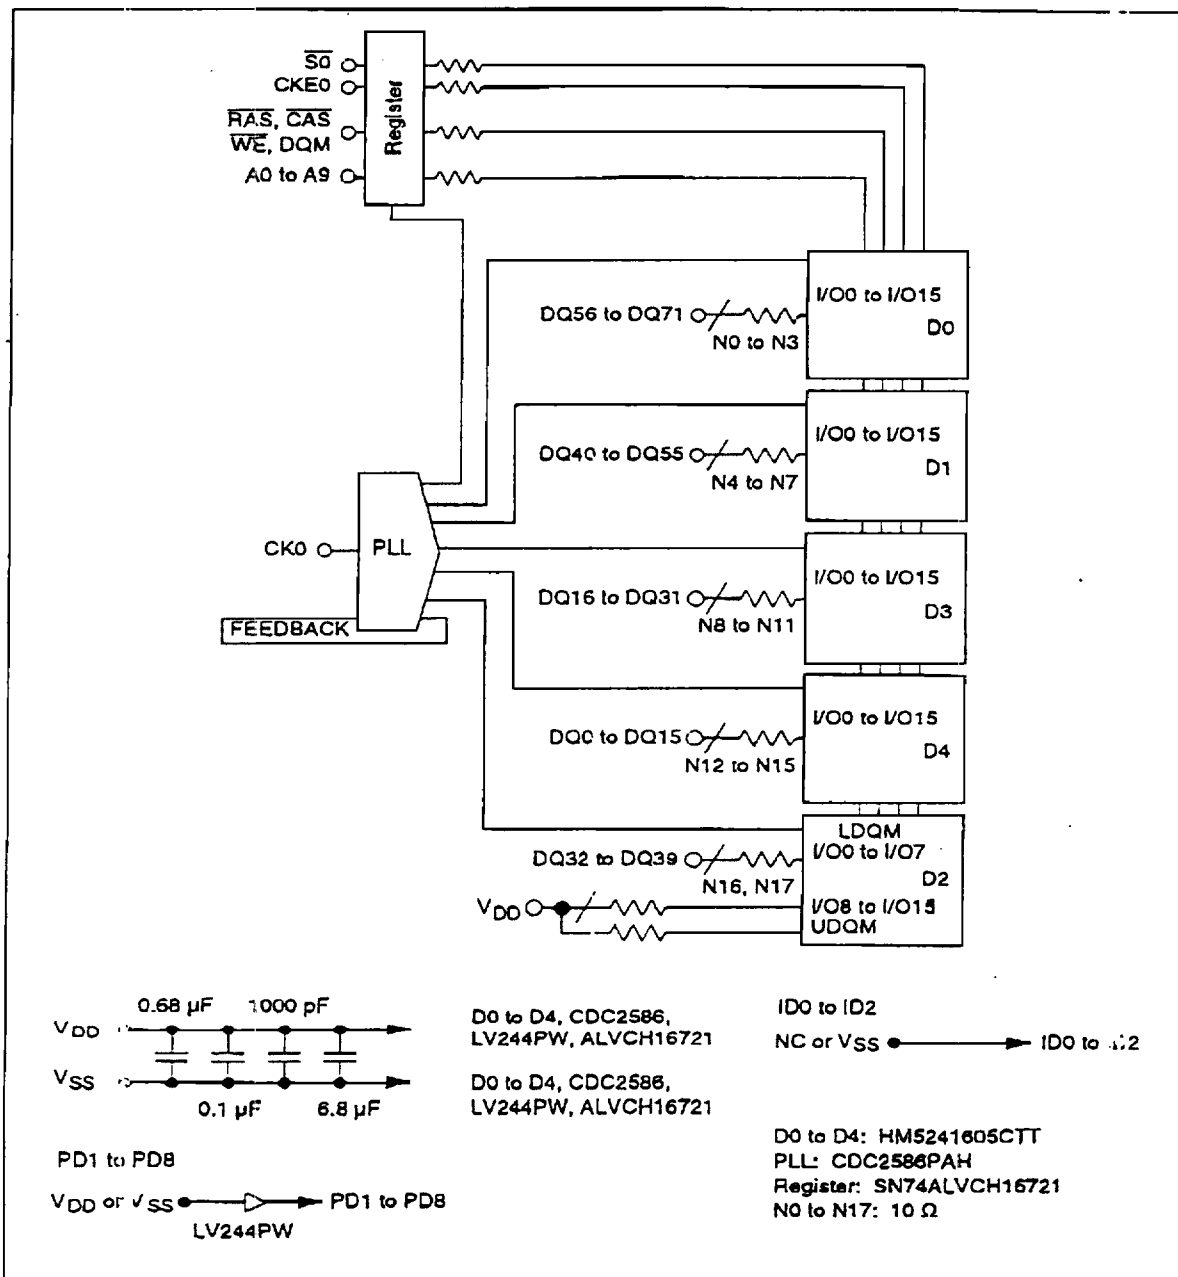 S0
CKE0
RAS, CAS
WE, DQM
A0 to A9
Register
I/O0 to I/O15
DQ56 to DQ71
D0
N0 to N3
I/O0 to I/O15
DQ40 to DQ55
D1
N4 to N7
CK0
PLL
I/O0 to I/O15
DQ16 to DQ31
D3
N8 to N11
FEEDBACK
I/O0 to I/O15
DQ0 to DQ15
D4
N12 to N15
LDQM
I/O0 to I/O7
DQ32 to DQ39
D2
N16, N17
VDD
I/O8 to I/O15
UDQM
0.68 µF
1000 pF
VDD
VSS
0.1 µF
6.8 µF
D0 to D4, CDC2586,
LV244PW, ALVCH16721
D0 to D4, CDC2586,
LV244PW, ALVCH16721
ID0 to ID2
NC or VSS
ID0 to
PD1 to PD8
VDD or VSS
PD1 to PD8
LV244PW
D0 to D4: HM5241605CTT
PLL: CDC2586PAH
Register: SN74ALVCH16721
N0 to N17: 10 Ω